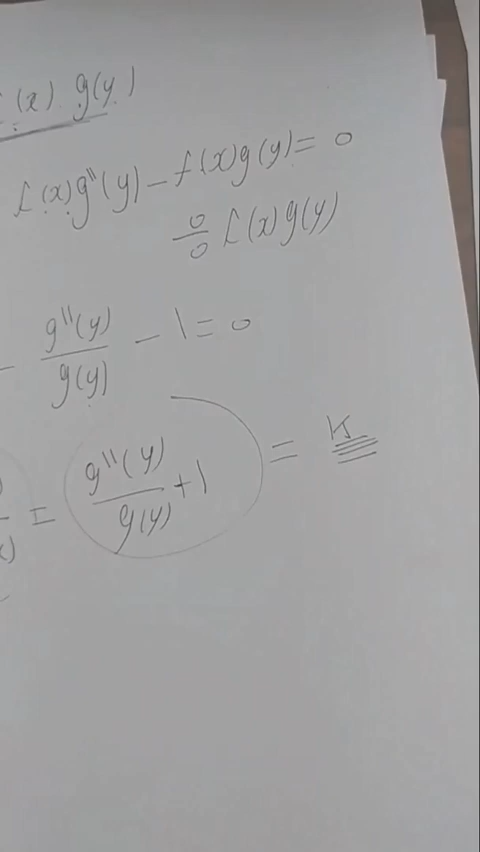 (x) g(y)
f(x)g''(y) - f(x)g(y) = 0
÷ f(x)g(y)
- g''(y)/g(y) - 1 = 0
= g''(y)/g(y) + 1 = K